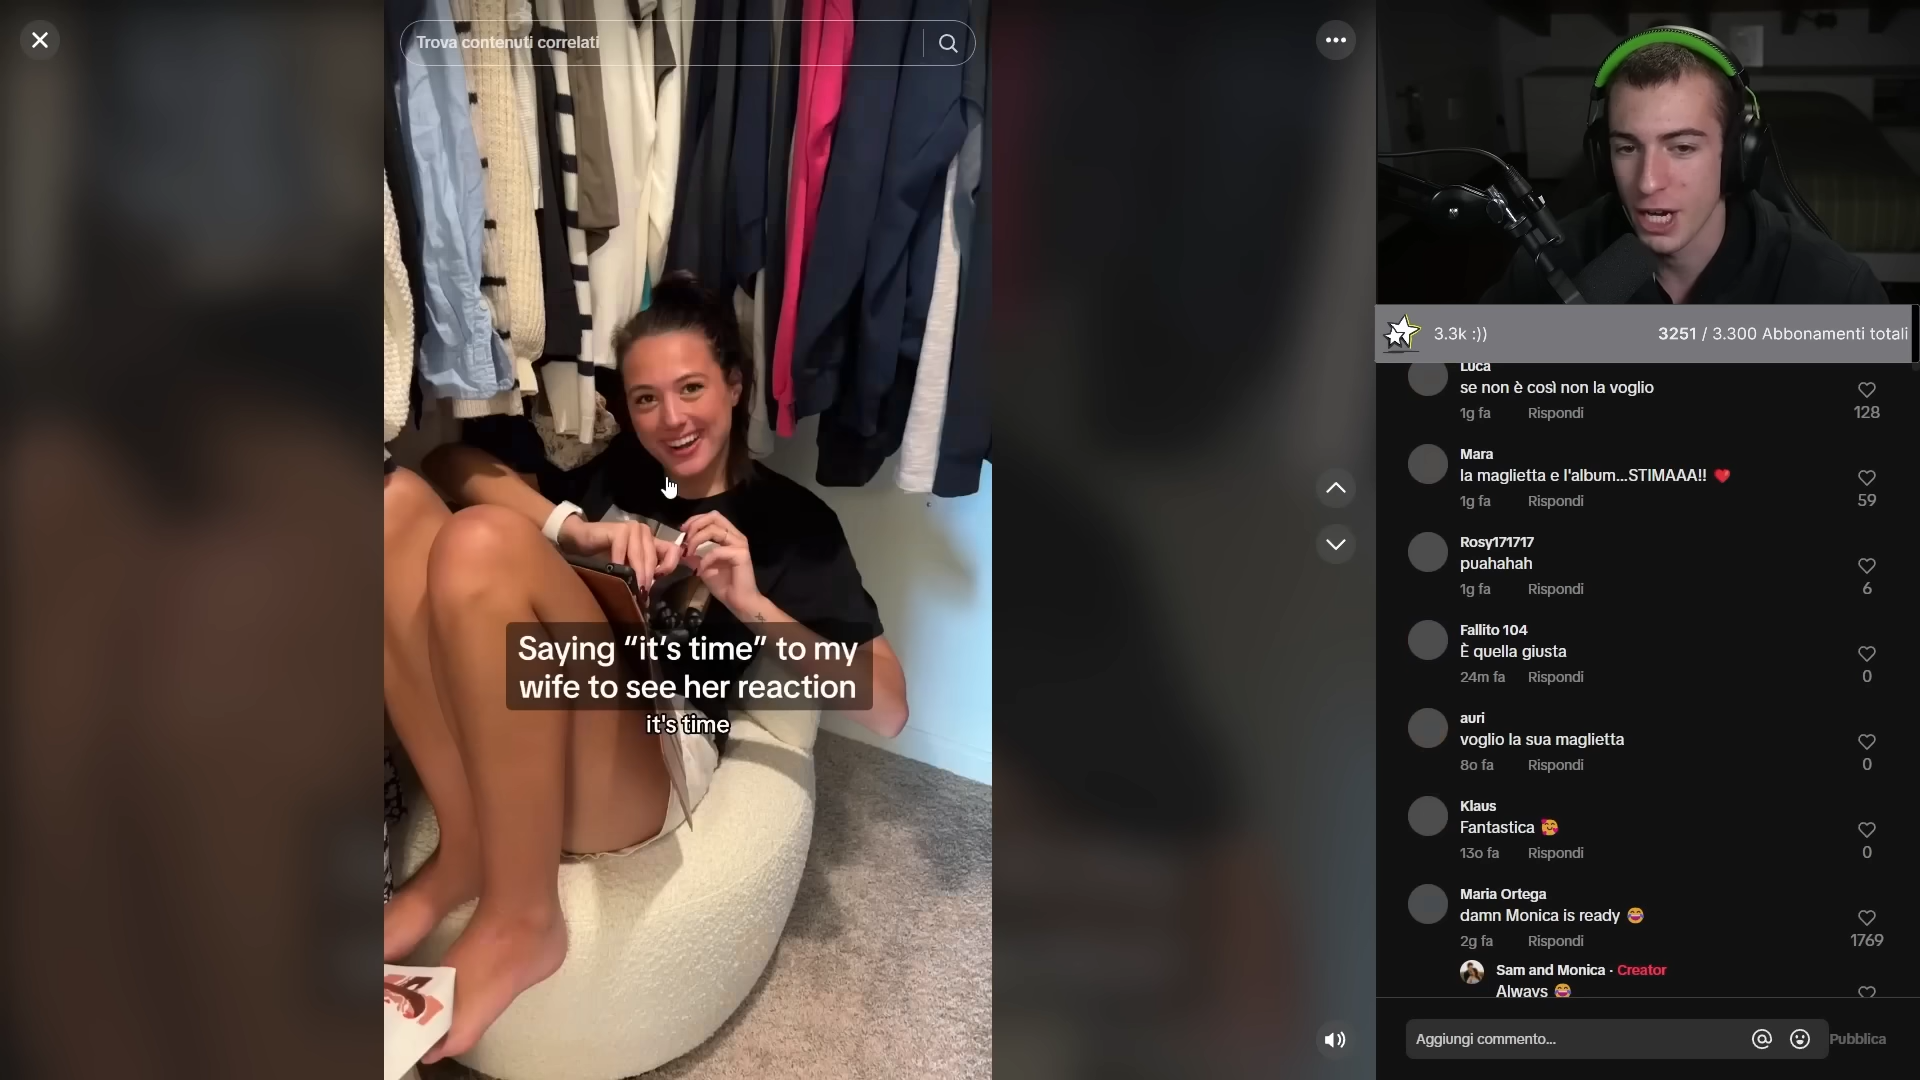 Trova contenuti correlati
Saying “it’s time” to my
wife to see her reaction
it's time
3.3k :))
3251 / 3.300 Abbonamenti totali
Luca
se non è così non la voglio
1g fa Rispondi
128
Mara
la maglietta e l'album...STIMAAA!! ❤️
1g fa Rispondi
59
Rosy171717
puahahah
1g fa Rispondi
6
Fallito 104
È quella giusta
24m fa Rispondi
0
auri
voglio la sua maglietta
8o fa Rispondi
0
Klaus
Fantastica 🥰
13o fa Rispondi
0
Maria Ortega
damn Monica is ready 😂
2g fa Rispondi
1769
Sam and Monica · Creator
Always 😂
Aggiungi commento...
Pubblica